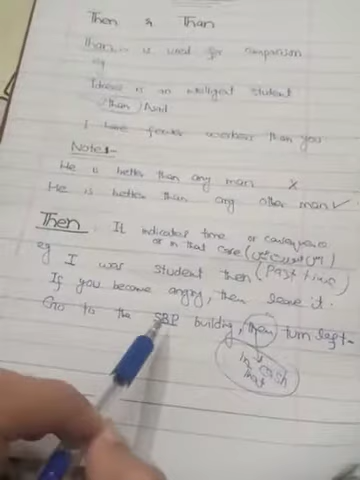 Then & Than
Than - is used for comparison
eg
is an intelligent student
than
I have fewer workers than you
Note:-
He is better than any man ×
He is better than any other man ✓
Then. It indicates time or consequence
or in that case (
eg I was student then (Past time)
If you become angry, then leave it.
Go to the SBP building, then turn left.
In
that